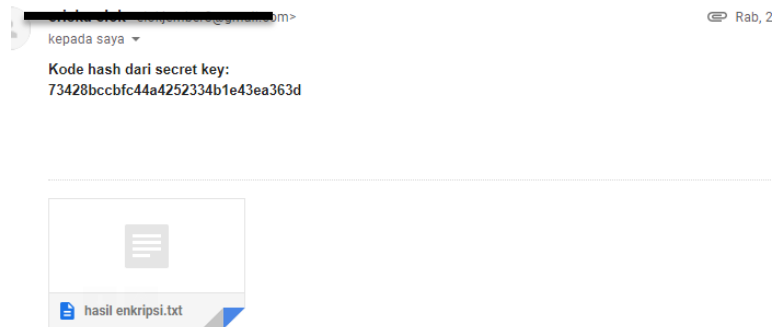 Rab, 2
kepada saya
Kode hash dari secret key:
73428bccbfc44a4252334b1e43ea363d
hasil enkripsi.txt